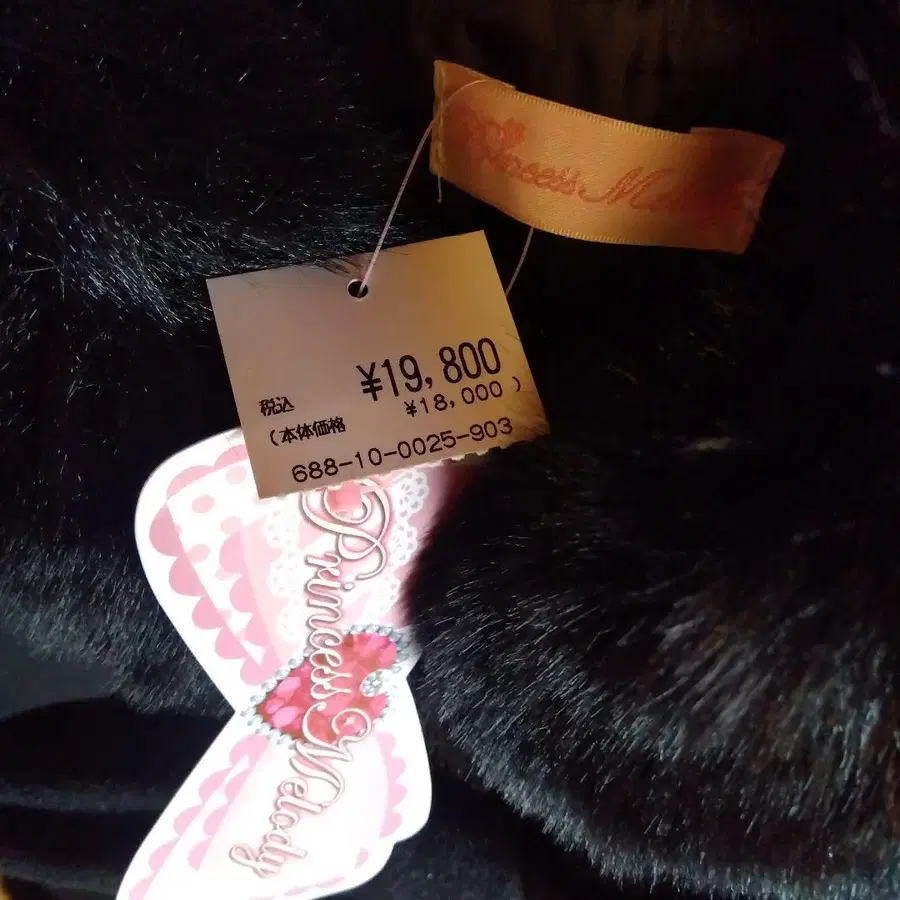 Princess Melody
¥19,800
税込
¥18,000 )
(本体価格
688-10-0025-903
Princess Melody